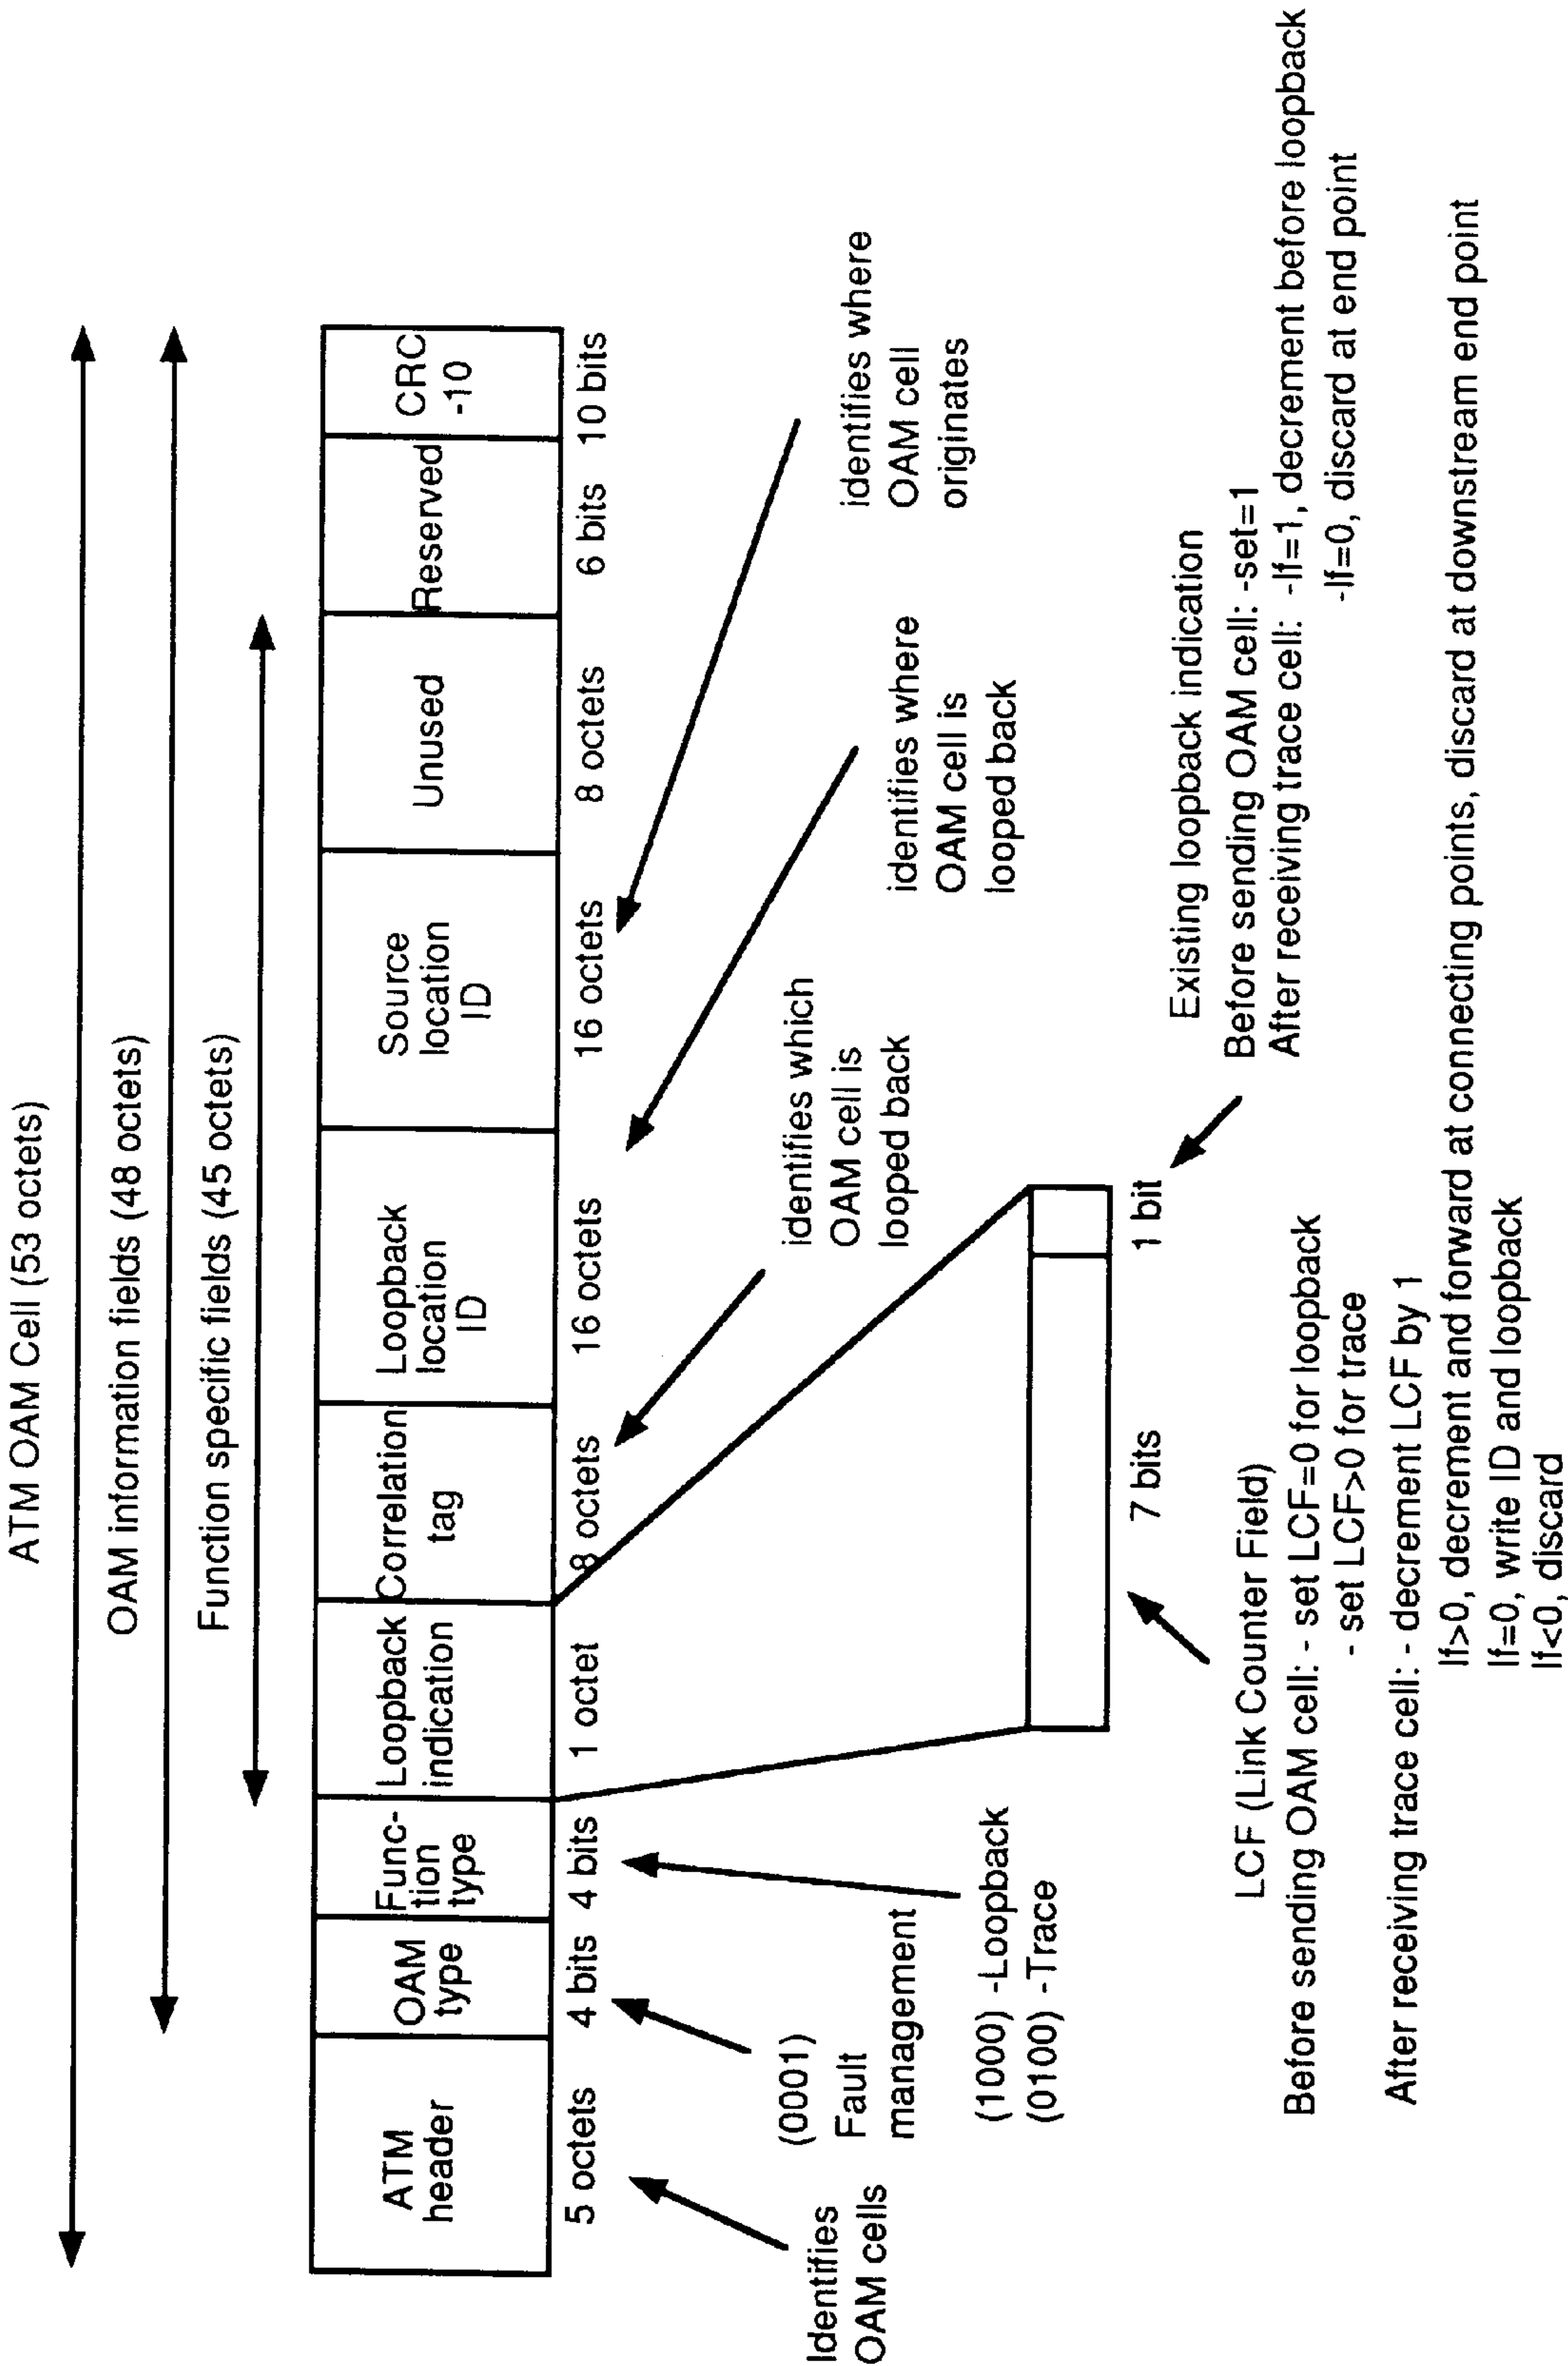 ATM OAM Cell (53 octets)
OAM information fields (48 octets)
Function specific fields (45 octets)
ATM
header
OAM
type
Func-
tion
type
Loopback
indication
Correlation
tag
Loopback
location
ID
Source
location
ID
Unused
Reserved
CRC
-10
5 octets
4 bits
4 bits
1 octet
8 octets
16 octets
16 octets
8 octets
6 bits
10 bits
Identifies
OAM cells
(0001)
Fault
management
(1000) -Loopback
(0100) -Trace
identifies which
OAM cell is
looped back
identifies where
OAM cell is
looped back
identifies where
OAM cell
originates
7 bits
1 bit
Existing loopback indication
Before sending OAM cell: -set=1
After receiving trace cell: -If=1, decrement before loopback
-If=0, discard at end point
LCF (Link Counter Field)
Before sending OAM cell: - set LCF=0 for loopback
- set LCF>0 for trace
After receiving trace cell: - decrement LCF by 1
If>0, decrement and forward at connecting points, discard at downstream end point
If=0, write ID and loopback
If<0, discard